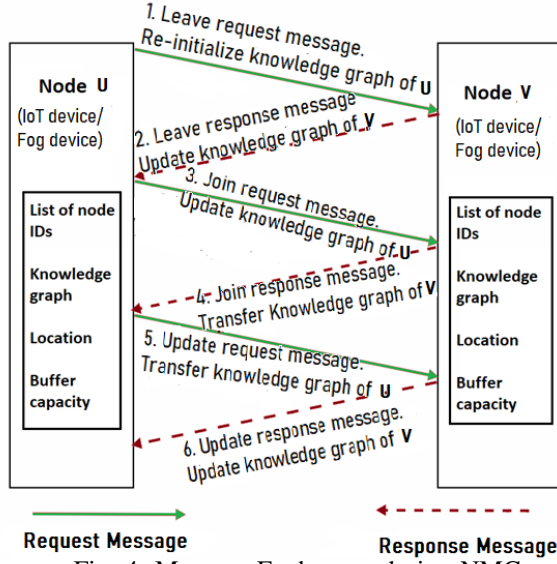 1. Leave request message.
Re-initialize knowledge graph of U
Node U
(IoT device/
Fog device)
Node V
(IoT device/
Fog device)
2. Leave response message
Update knowledge graph of V
3. Join request message.
Update knowledge graph of U
List of node
IDs
Knowledge
graph
Location
Buffer
capacity
List of node
IDs
Knowledge
graph
Location
Buffer
capacity
4. Join response message.
Transfer Knowledge graph of V
5. Update request message.
Transfer knowledge graph of U
6. Update response message.
Update knowledge graph of V
Request Message
Response Message